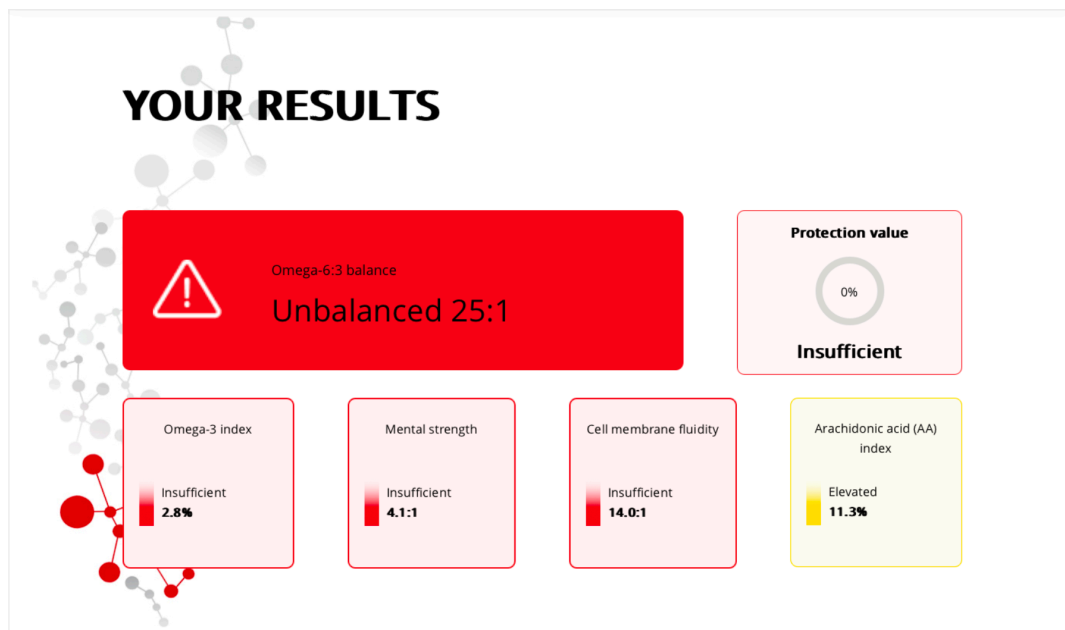 YOUR RESULTS
Omega-6:3 balance
Unbalanced 25:1
Protection value
0%
Insufficient
Omega-3 index
Insufficient
2.8%
Mental strength
Insufficient
4.1:1
Cell membrane fluidity
Insufficient
14.0:1
Arachidonic acid (AA)
index
Elevated
11.3%